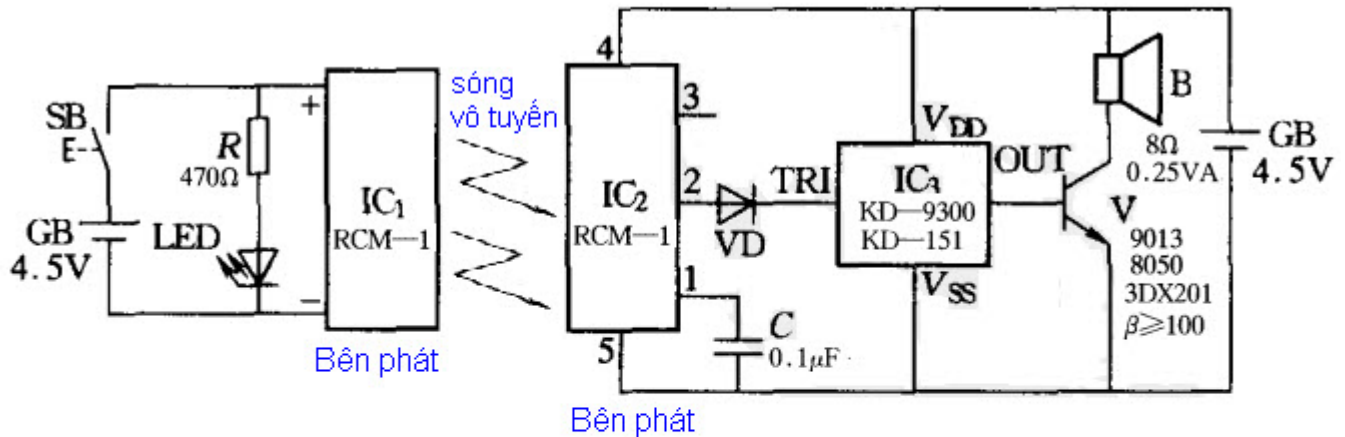 SB
E
GB
4.5V
R
470Ω
LED
+
−
IC₁
RCM—1
Bên phát
sóng
vô tuyến
4
3
2
1
5
IC₂
RCM—1
Bên phát
VD
TRI
C
0.1μF
V_DD
IC₃
KD—9300
KD—151
V_SS
OUT
B
8Ω
0.25VA
V
9013
8050
3DX201
β⩾100
GB
4.5V